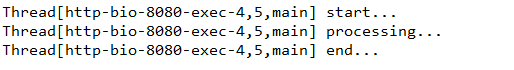 Thread[http-bio-8080-exec-4,5,main] start...
Thread[http-bio-8080-exec-4,5,main] processing...
Thread[http-bio-8080-exec-4,5,main] end...